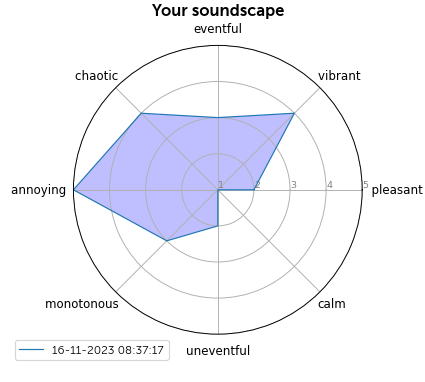 Your soundscape
eventful
chaotic
vibrant
annoying
1
2
3
4
5
pleasant
monotonous
calm
uneventful
16-11-2023 08:37:17